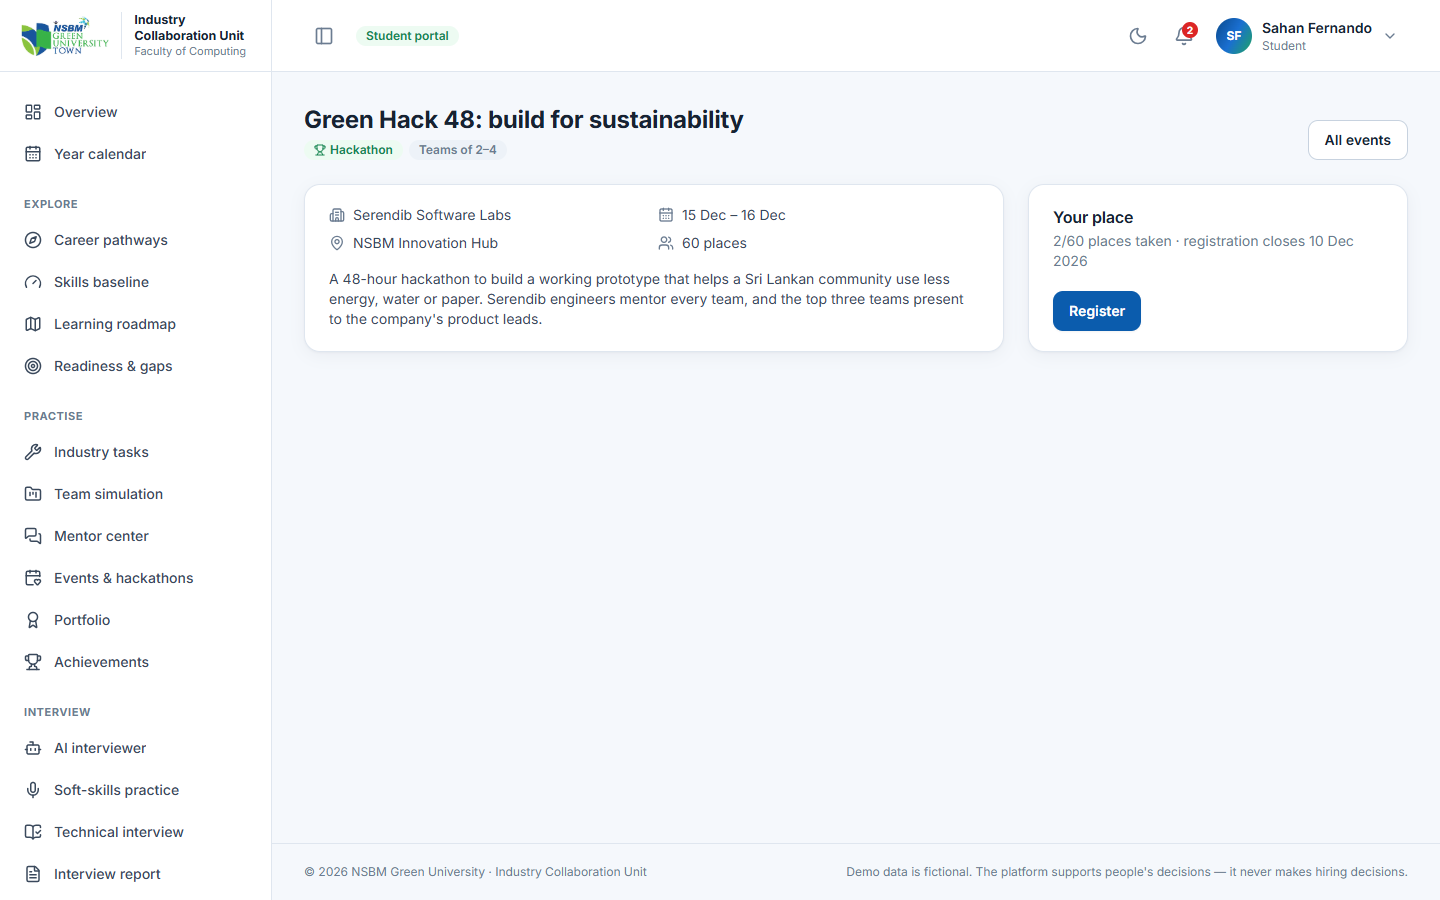 NSBM
GREEN
UNIVERSITY
TOWN
Industry
Collaboration Unit
Faculty of Computing
Student portal
2
SF
Sahan Fernando
Student
Overview
Year calendar
EXPLORE
Career pathways
Skills baseline
Learning roadmap
Readiness & gaps
PRACTISE
Industry tasks
Team simulation
Mentor center
Events & hackathons
Portfolio
Achievements
INTERVIEW
AI interviewer
Soft-skills practice
Technical interview
Interview report
Green Hack 48: build for sustainability
Hackathon
Teams of 2–4
All events
Serendib Software Labs
15 Dec – 16 Dec
NSBM Innovation Hub
60 places
A 48-hour hackathon to build a working prototype that helps a Sri Lankan community use less
energy, water or paper. Serendib engineers mentor every team, and the top three teams present
to the company's product leads.
Your place
2/60 places taken · registration closes 10 Dec
2026
Register
© 2026 NSBM Green University · Industry Collaboration Unit
Demo data is fictional. The platform supports people's decisions — it never makes hiring decisions.